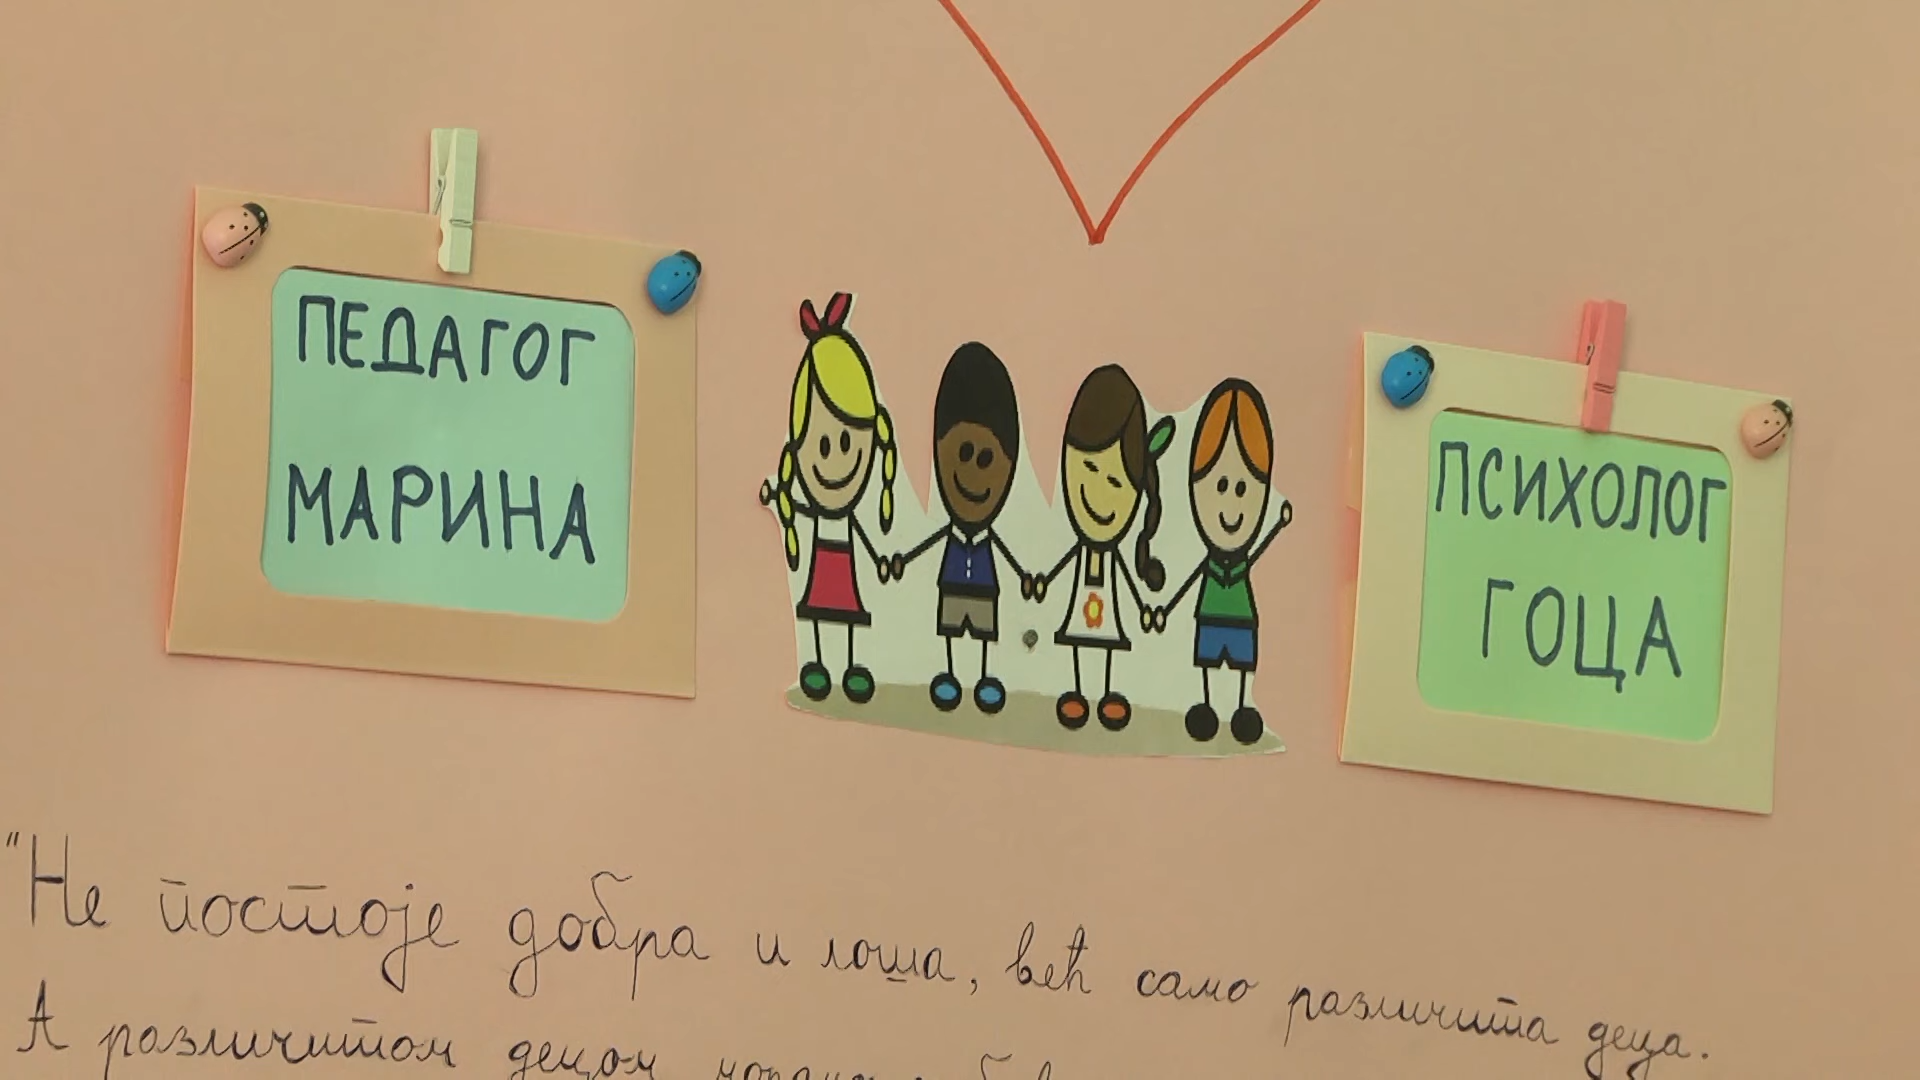 ПЕДАГОГ
МАРИНА
ПСИХОЛОГ
ГОЦА
"Не постоје добра и лоша, већ само различита деца.
А различитом децом